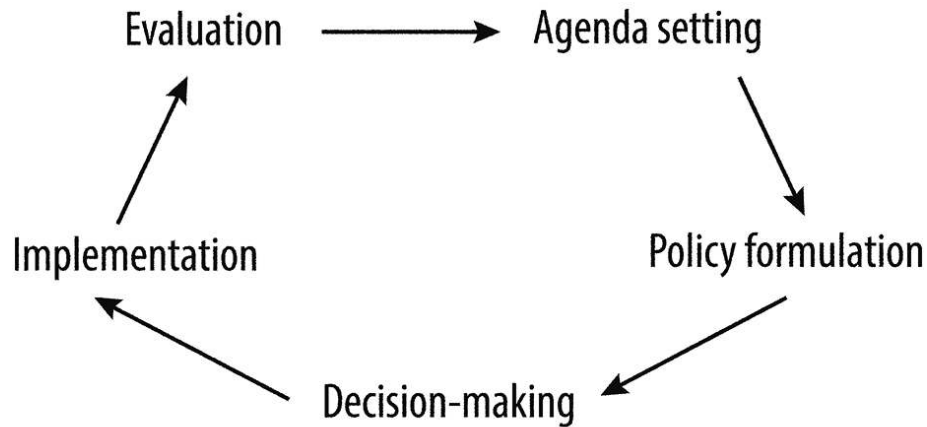 Evaluation
Agenda setting
Implementation
Policy formulation
Decision-making